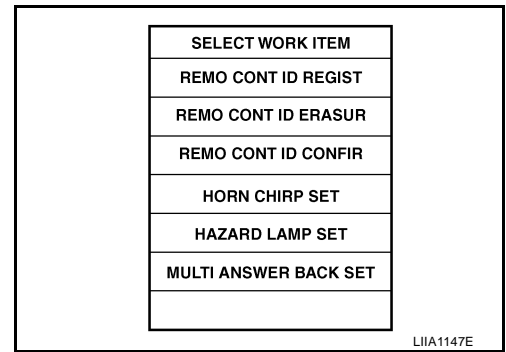 SELECT WORK ITEM
REMO CONT ID REGIST
REMO CONT ID ERASUR
REMO CONT ID CONFIR
HORN CHIRP SET
HAZARD LAMP SET
MULTI ANSWER BACK SET
LIIA1147E